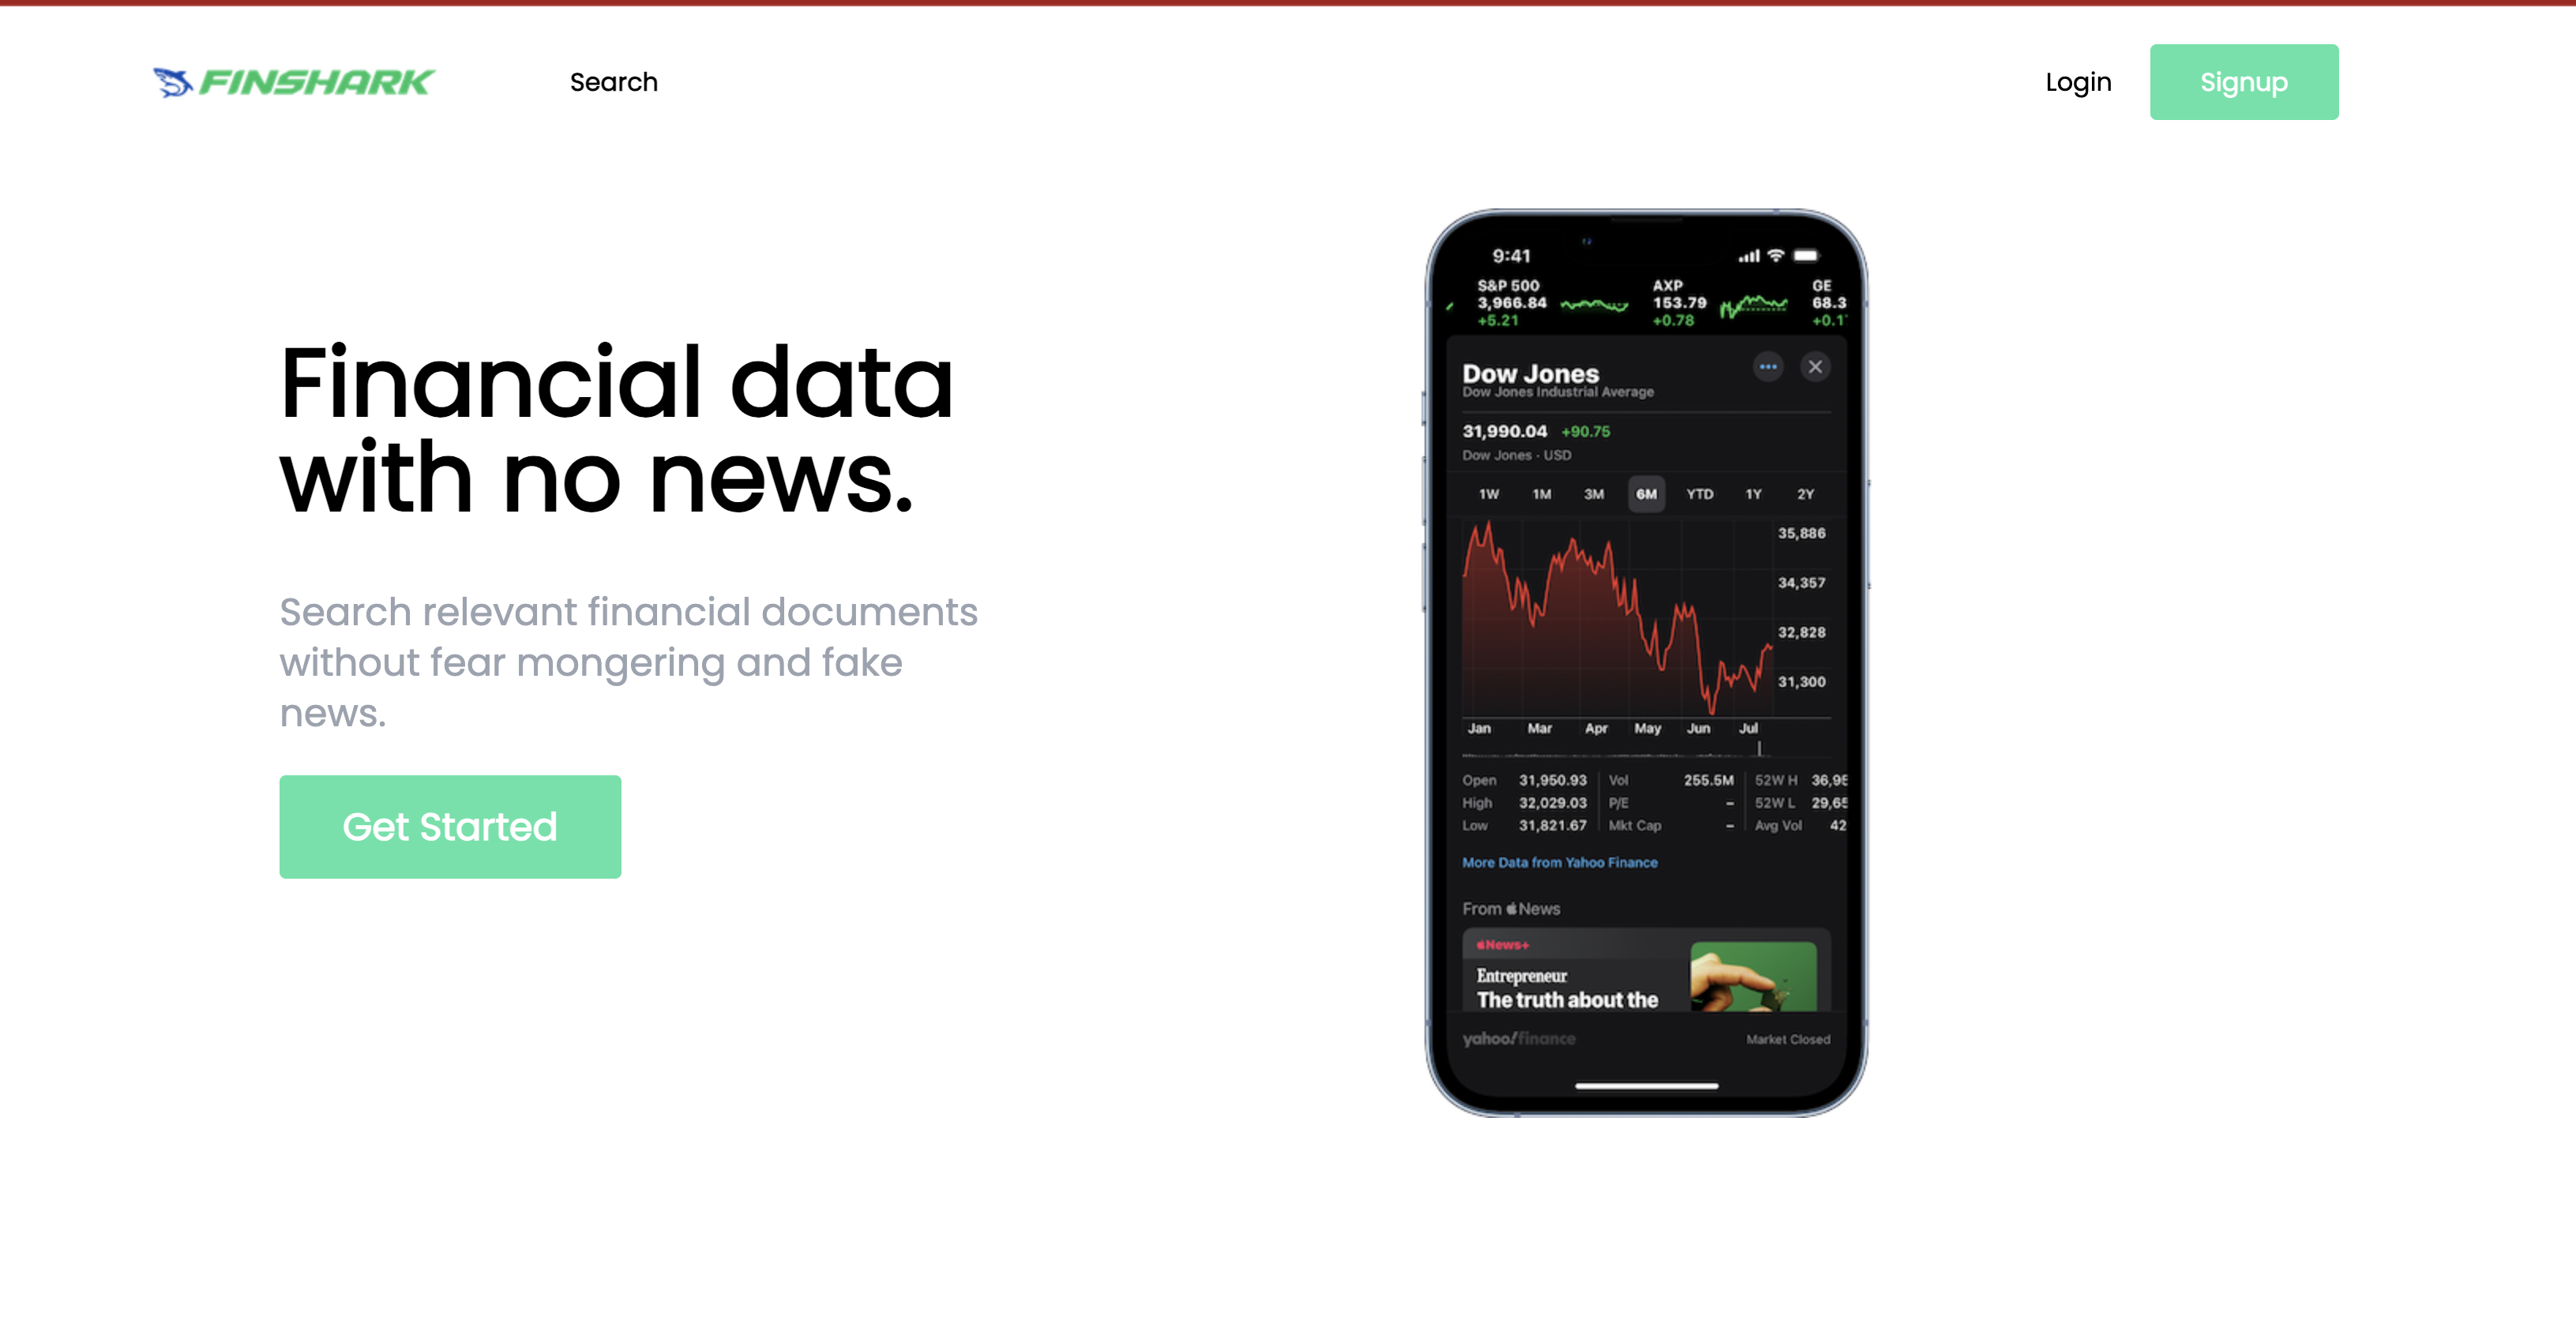 FINSHARK
Search
Login
Signup
Financial data
with no news.
Search relevant financial documents
without fear mongering and fake
news.
Get Started
9:41
S&P 500
3,966.84
+5.21
AXP
153.79
+0.78
GE
68.3
+0.1
Dow Jones
Dow Jones Industrial Average
31,990.04 +90.75
Dow Jones · USD
1W 1M 3M 6M YTD 1Y 2Y
35,886
34,357
32,828
31,300
Jan Mar Apr May Jun Jul
Open 31,950.93 Vol 255.5M 52W H 36,95
High 32,029.03 P/E – 52W L 29,65
Low 31,821.67 Mkt Cap – Avg Vol 42
More Data from Yahoo Finance
From News
News+
Entrepreneur
The truth about the
yahoo!finance Market Closed